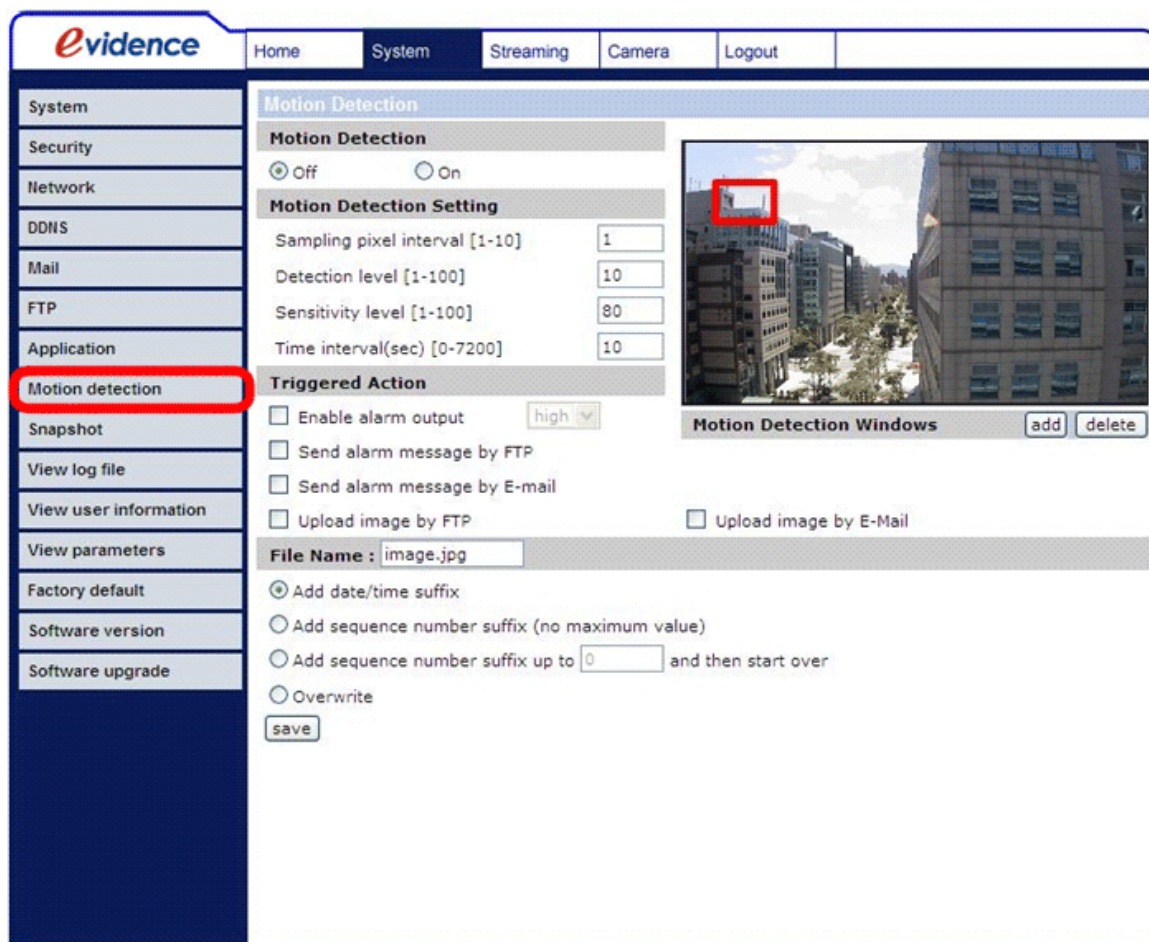 evidence
Home System Streaming Camera Logout
System
Security
Network
DDNS
Mail
FTP
Application
Motion detection
Snapshot
View log file
View user information
View parameters
Factory default
Software version
Software upgrade
Motion Detection
Motion Detection
Off On
Motion Detection Setting
Sampling pixel interval [1-10] 1
Detection level [1-100] 10
Sensitivity level [1-100] 80
Time interval(sec) [0-7200] 10
Triggered Action
Enable alarm output high
Send alarm message by FTP
Send alarm message by E-mail
Upload image by FTP
Motion Detection Windows add delete
Upload image by E-Mail
File Name : image.jpg
Add date/time suffix
Add sequence number suffix (no maximum value)
Add sequence number suffix up to 0 and then start over
Overwrite
save